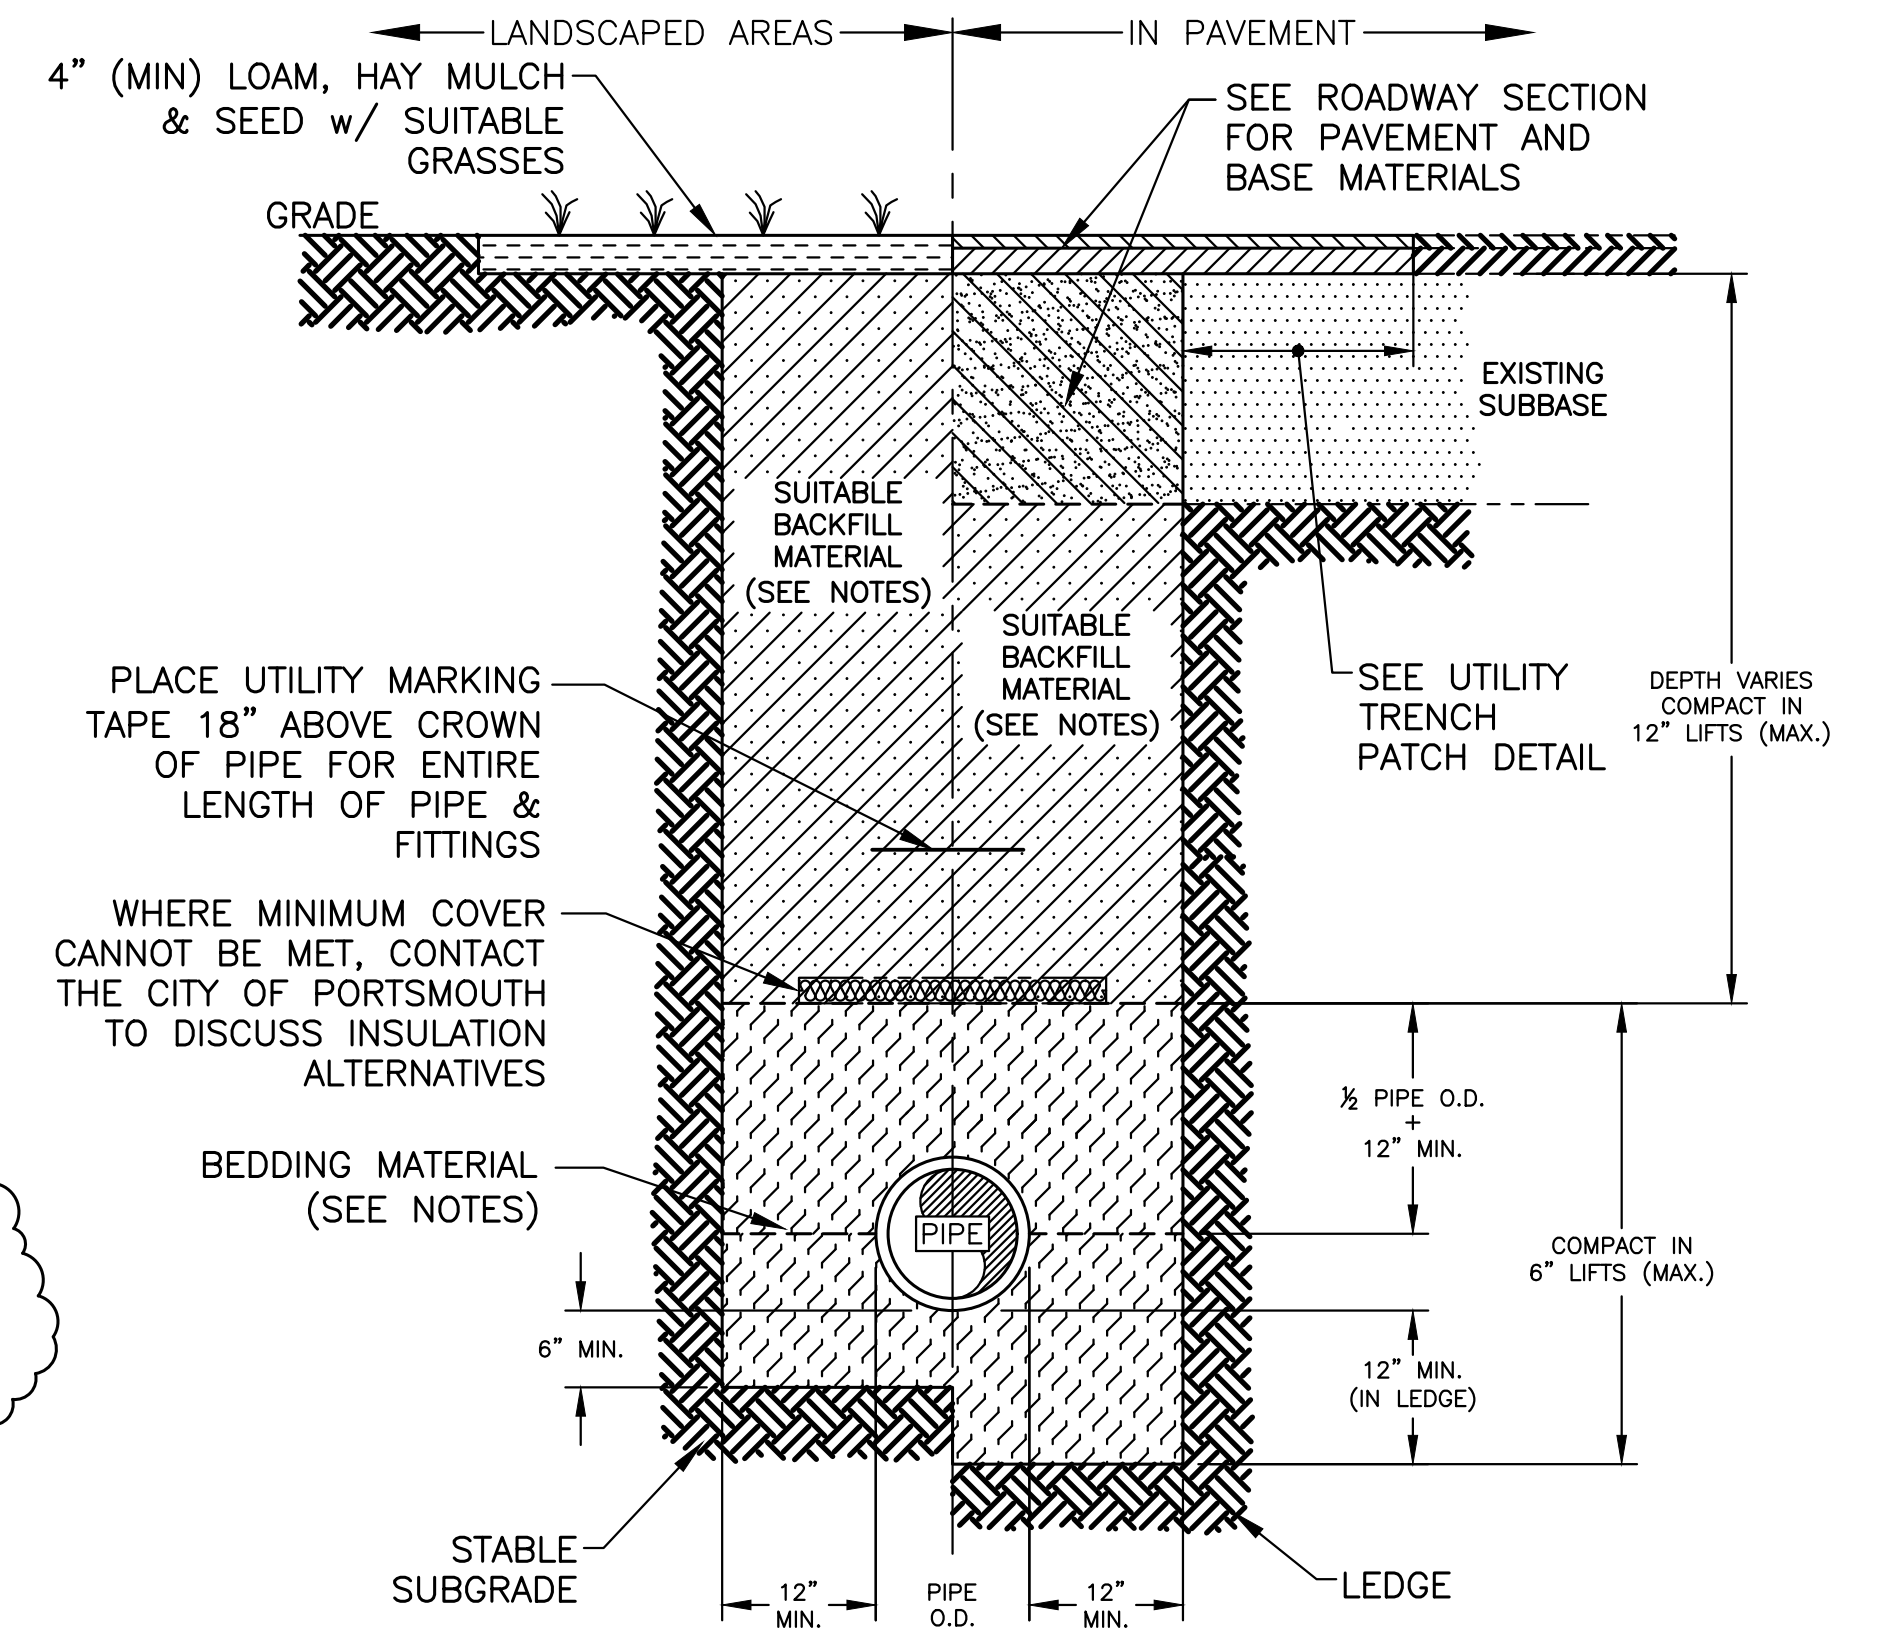 LANDSCAPED AREAS
IN PAVEMENT
4" (MIN) LOAM, HAY MULCH
& SEED w/ SUITABLE
GRASSES
SEE ROADWAY SECTION
FOR PAVEMENT AND
BASE MATERIALS
GRADE
EXISTING
SUBBASE
SUITABLE
BACKFILL
MATERIAL
(SEE NOTES)
SUITABLE
BACKFILL
MATERIAL
(SEE NOTES)
PLACE UTILITY MARKING
TAPE 18" ABOVE CROWN
OF PIPE FOR ENTIRE
LENGTH OF PIPE &
FITTINGS
SEE UTILITY
TRENCH
PATCH DETAIL
DEPTH VARIES
COMPACT IN
12" LIFTS (MAX.)
WHERE MINIMUM COVER
CANNOT BE MET, CONTACT
THE CITY OF PORTSMOUTH
TO DISCUSS INSULATION
ALTERNATIVES
½ PIPE O.D.
+
12" MIN.
BEDDING MATERIAL
(SEE NOTES)
PIPE
COMPACT IN
6" LIFTS (MAX.)
6" MIN.
12" MIN.
(IN LEDGE)
STABLE
SUBGRADE
LEDGE
12"
MIN.
PIPE
O.D.
12"
MIN.